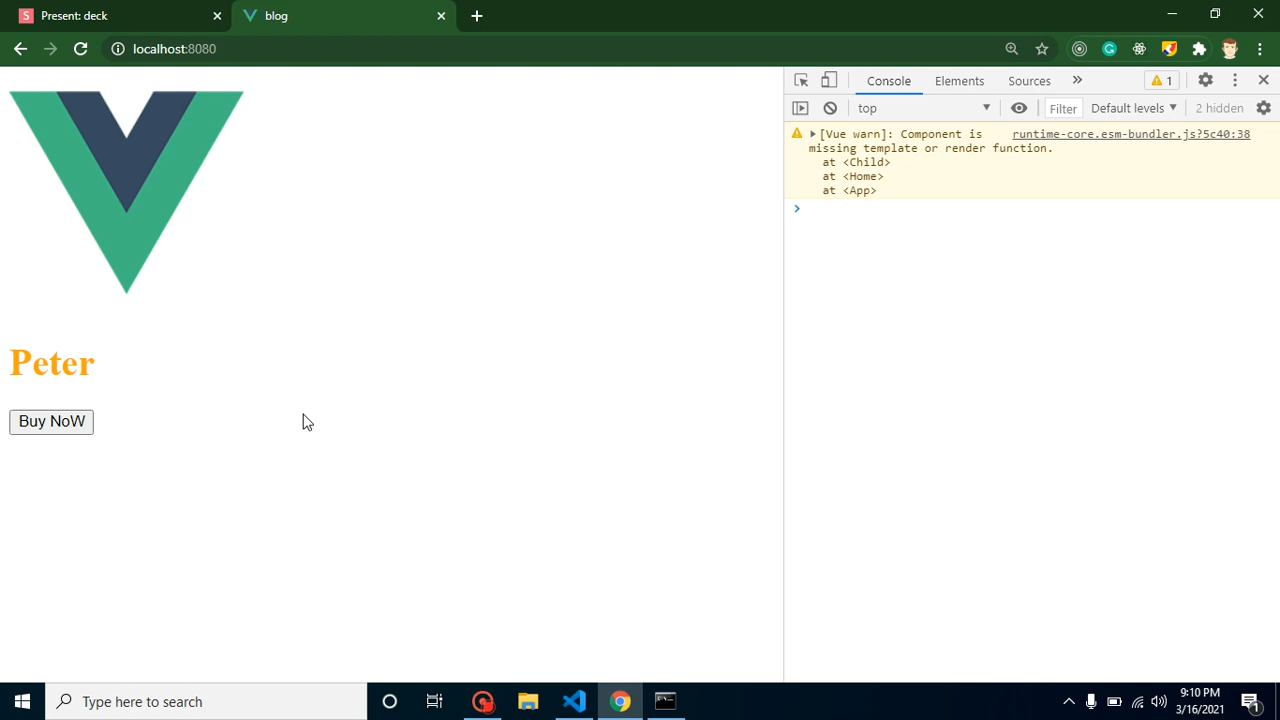 Present: deck
blog
localhost:8080
Peter
Buy NoW
Console
Elements
Sources
1
top
Filter
Default levels
2 hidden
[Vue warn]: Component is runtime-core.esm-bundler.js?5c40:38
missing template or render function.
at <Child>
at <Home>
at <App>
Type here to search
9:10 PM
3/16/2021
1